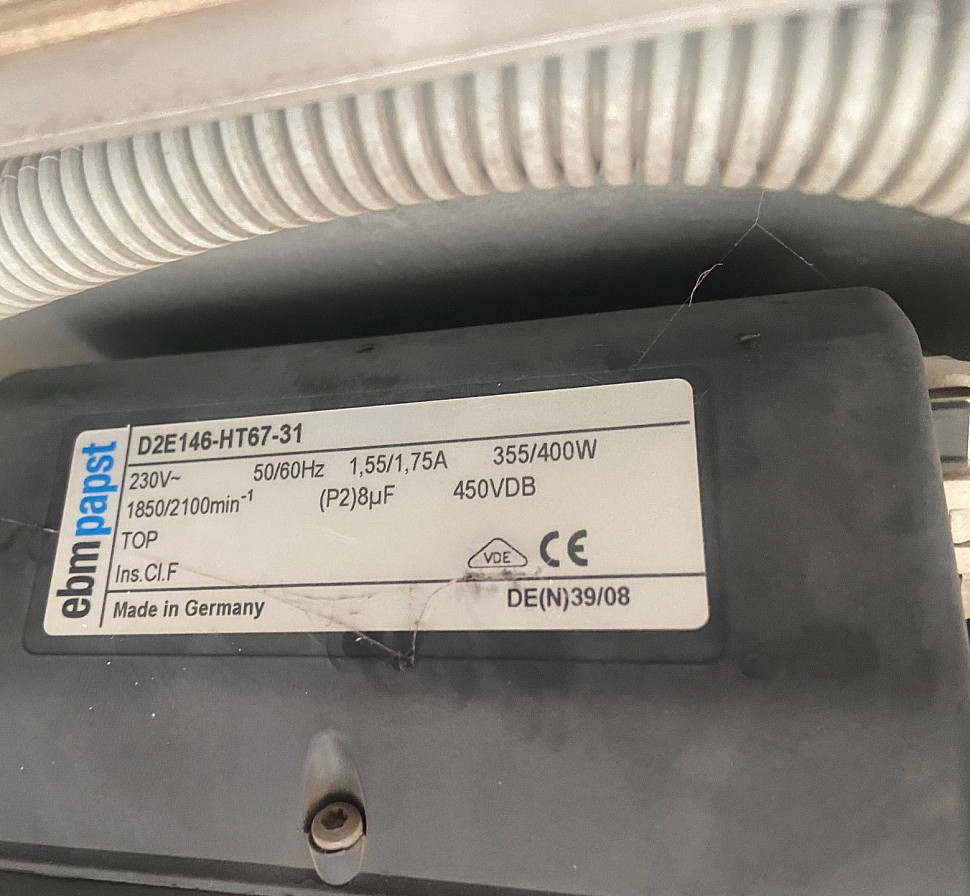 ebmpapst
D2E146-HT67-31
230V~ 50/60Hz 1,55/1,75A 355/400W
1850/2100min⁻¹ (P2)8µF 450VDB
TOP
Ins.Cl.F
VDE CE
Made in Germany DE(N)39/08